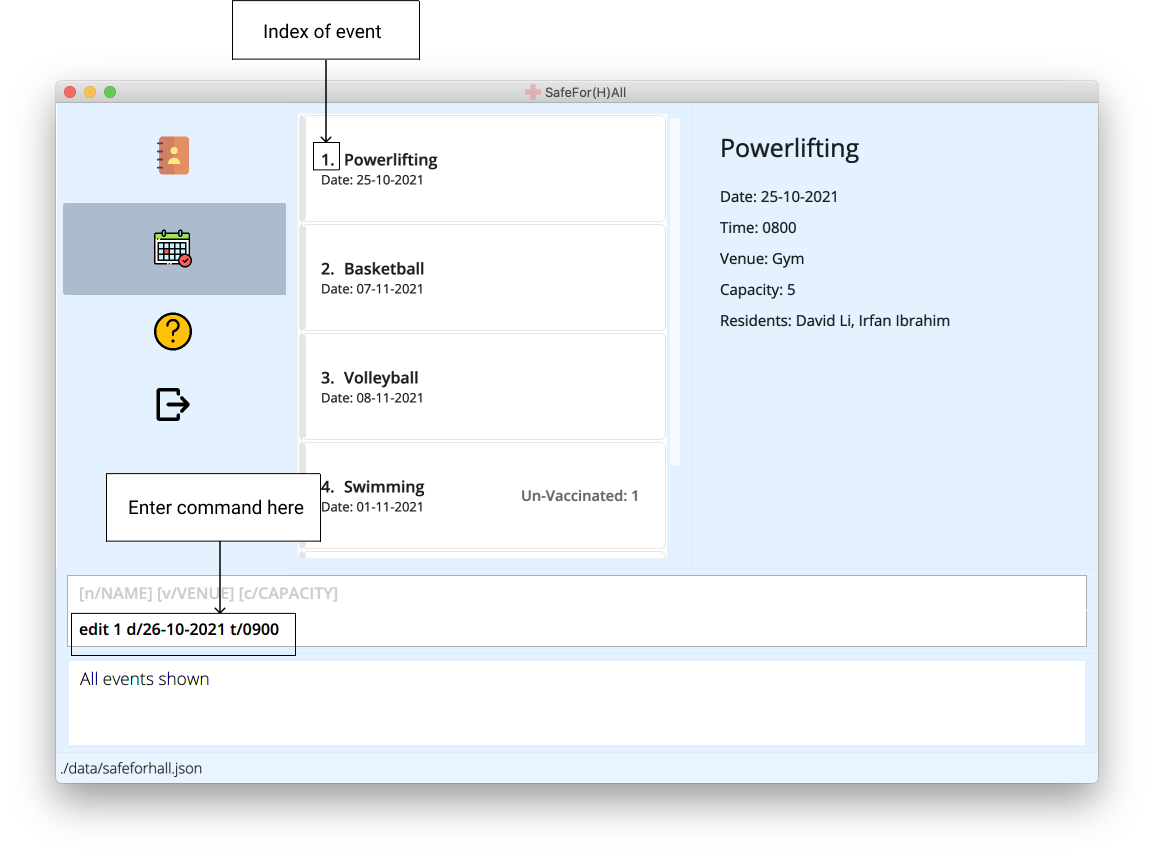 Index of event
SafeFor(H)All
1. Powerlifting
Date: 25-10-2021
2. Basketball
Date: 07-11-2021
3. Volleyball
Date: 08-11-2021
4. Swimming
Date: 01-11-2021
Un-Vaccinated: 1
Powerlifting
Date: 25-10-2021
Time: 0800
Venue: Gym
Capacity: 5
Residents: David Li, Irfan Ibrahim
Enter command here
[n/NAME] [v/VENUE] [c/CAPACITY]
edit 1 d/26-10-2021 t/0900
All events shown
./data/safeforhall.json